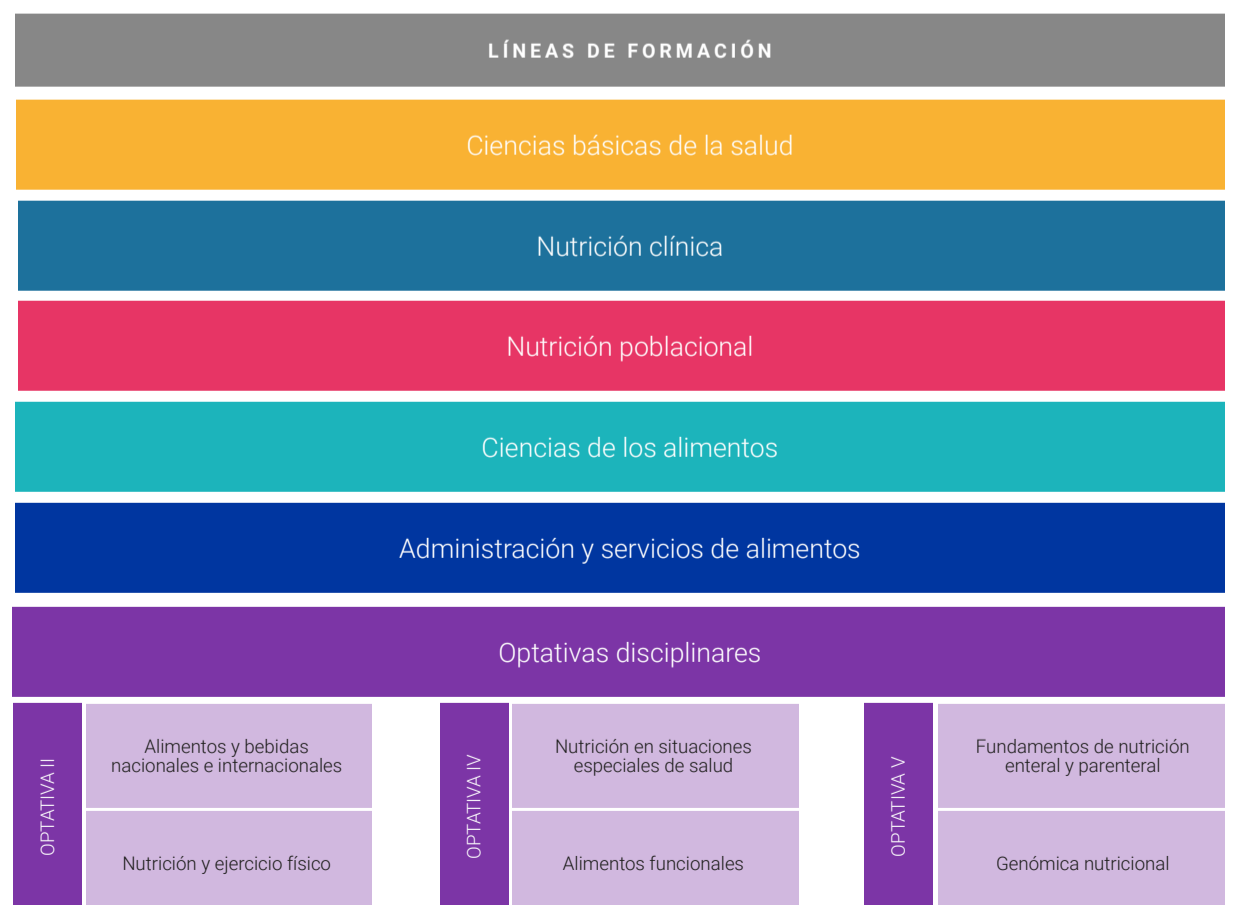 LÍNEAS DE FORMACIÓN
Ciencias básicas de la salud
Nutrición clínica
Nutrición poblacional
Ciencias de los alimentos
Administración y servicios de alimentos
Optativas disciplinares
OPTATIVA II
Alimentos y bebidas
nacionales e internacionales
Nutrición y ejercicio físico
OPTATIVA IV
Nutrición en situaciones
especiales de salud
Alimentos funcionales
OPTATIVA V
Fundamentos de nutrición
enteral y parenteral
Genómica nutricional